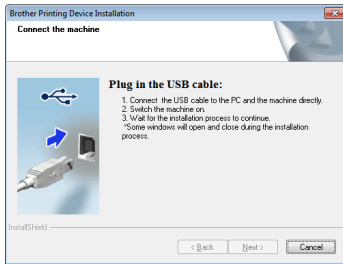 Brother Printing Device Installation
Connect the machine
Plug in the USB cable:
1. Connect the USB cable to the PC and the machine directly.
2. Switch the machine on.
3. Wait for the installation process to continue.
*Some windows will open and close during the installation
process.
InstallShield
< Back Next > Cancel